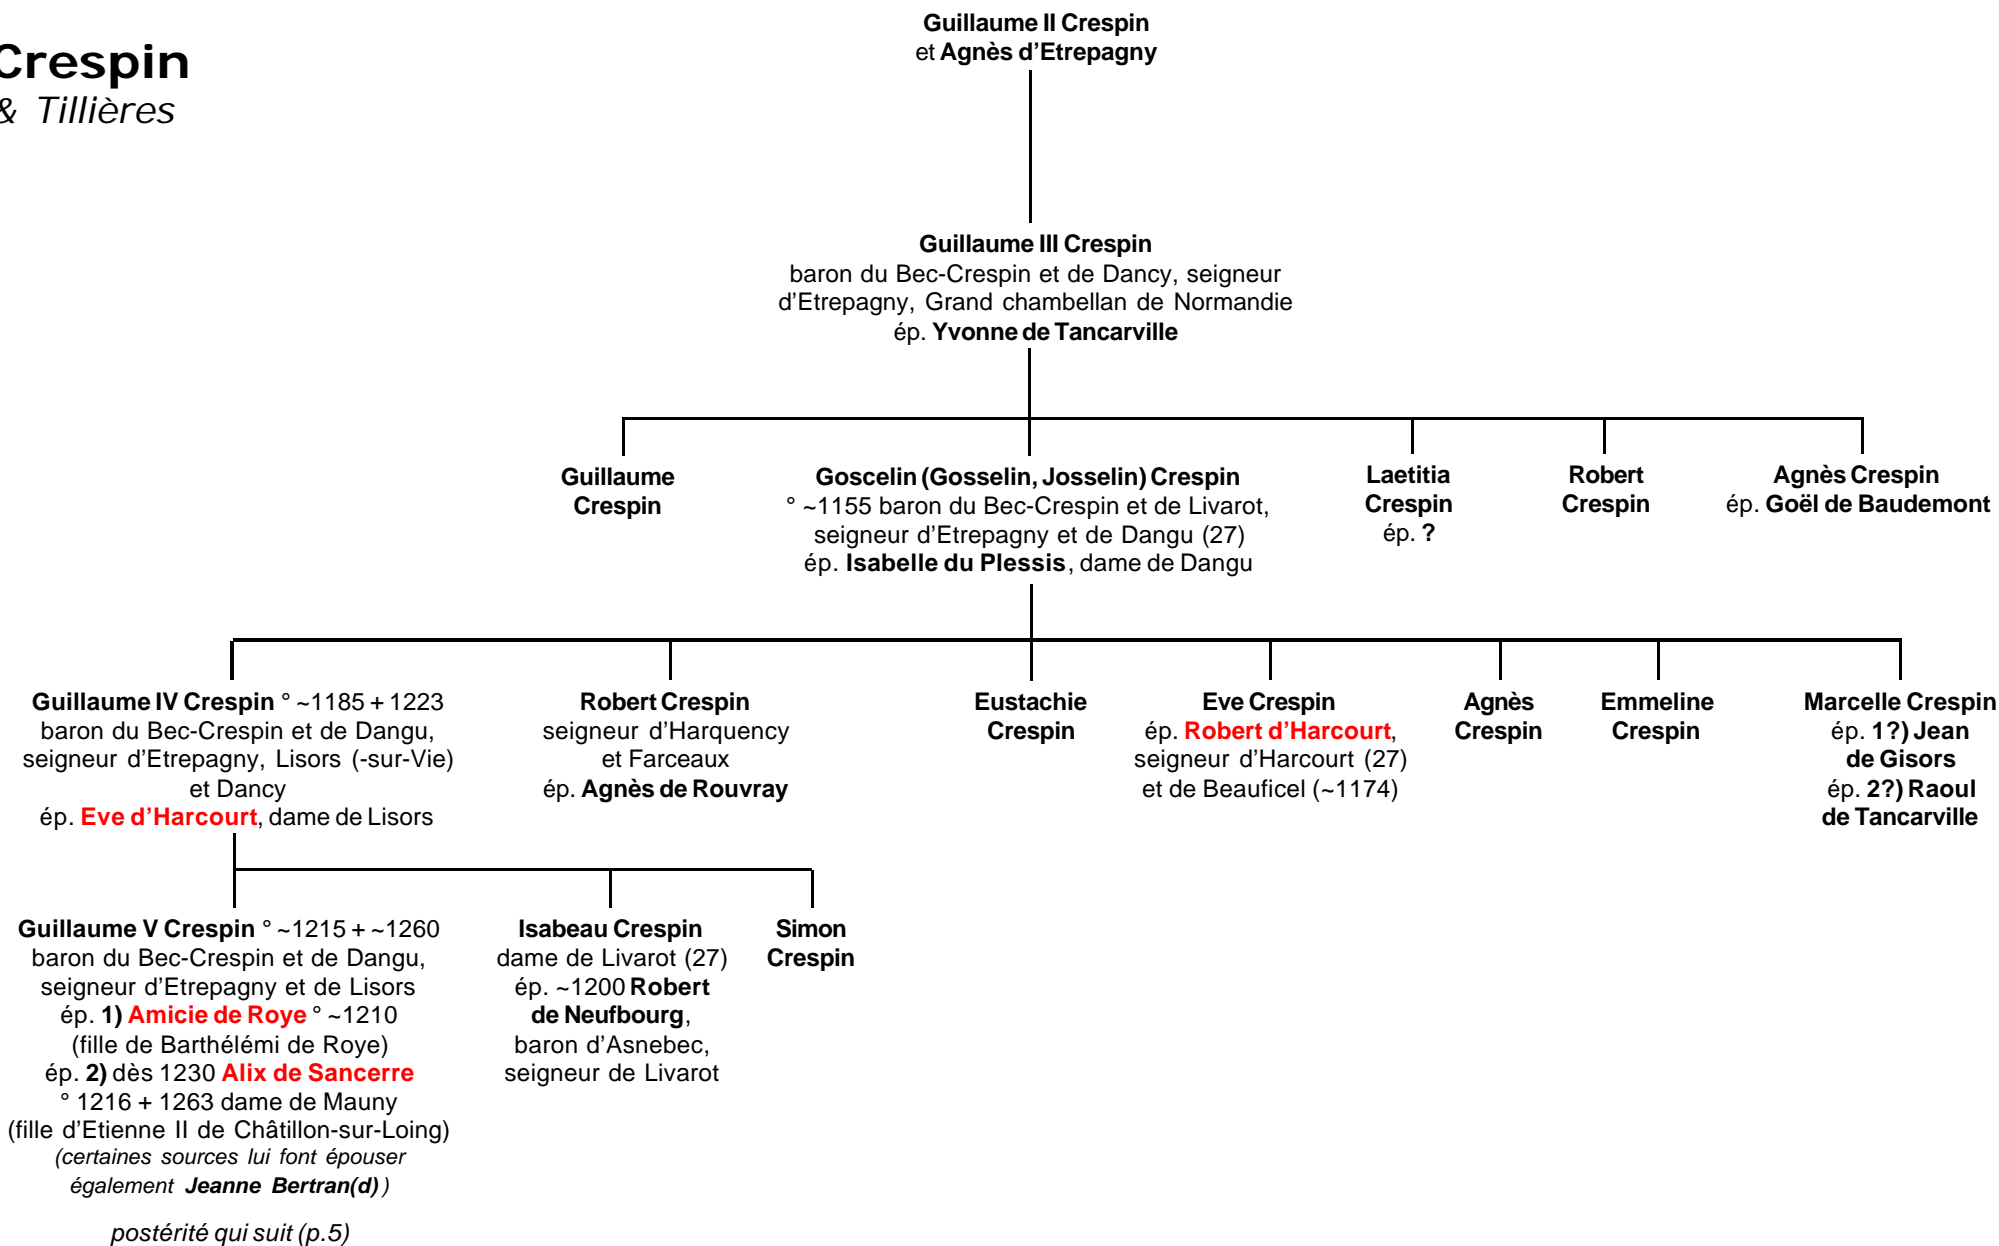 Crespin
& Tillières
Guillaume II Crespin
et Agnès d’Etrepagny
Guillaume III Crespin
baron du Bec-Crespin et de Dancy, seigneur
d’Etrepagny, Grand chambellan de Normandie
ép. Yvonne de Tancarville
Guillaume
Crespin
Goscelin (Gosselin, Josselin) Crespin
° ~1155 baron du Bec-Crespin et de Livarot,
seigneur d’Etrepagny et de Dangu (27)
ép. Isabelle du Plessis, dame de Dangu
Laetitia
Crespin
ép. ?
Robert
Crespin
Agnès Crespin
ép. Goël de Baudemont
Guillaume IV Crespin ° ~1185 + 1223
baron du Bec-Crespin et de Dangu,
seigneur d’Etrepagny, Lisors (-sur-Vie)
et Dancy
ép. Eve d’Harcourt, dame de Lisors
Robert Crespin
seigneur d’Harquency
et Farceaux
ép. Agnès de Rouvray
Eustachie
Crespin
Eve Crespin
ép. Robert d’Harcourt,
seigneur d’Harcourt (27)
et de Beauficel (~1174)
Agnès
Crespin
Emmeline
Crespin
Marcelle Crespin
ép. 1?) Jean
de Gisors
ép. 2?) Raoul
de Tancarville
Guillaume V Crespin ° ~1215 + ~1260
baron du Bec-Crespin et de Dangu,
seigneur d’Etrepagny et de Lisors
ép. 1) Amicie de Roye ° ~1210
(fille de Barthélémi de Roye)
ép. 2) dès 1230 Alix de Sancerre
° 1216 + 1263 dame de Mauny
(fille d’Etienne II de Châtillon-sur-Loing)
(certaines sources lui font épouser
également Jeanne Bertran(d) )
postérité qui suit (p.5)
Isabeau Crespin
dame de Livarot (27)
ép. ~1200 Robert
de Neufbourg,
baron d’Asnebec,
seigneur de Livarot
Simon
Crespin